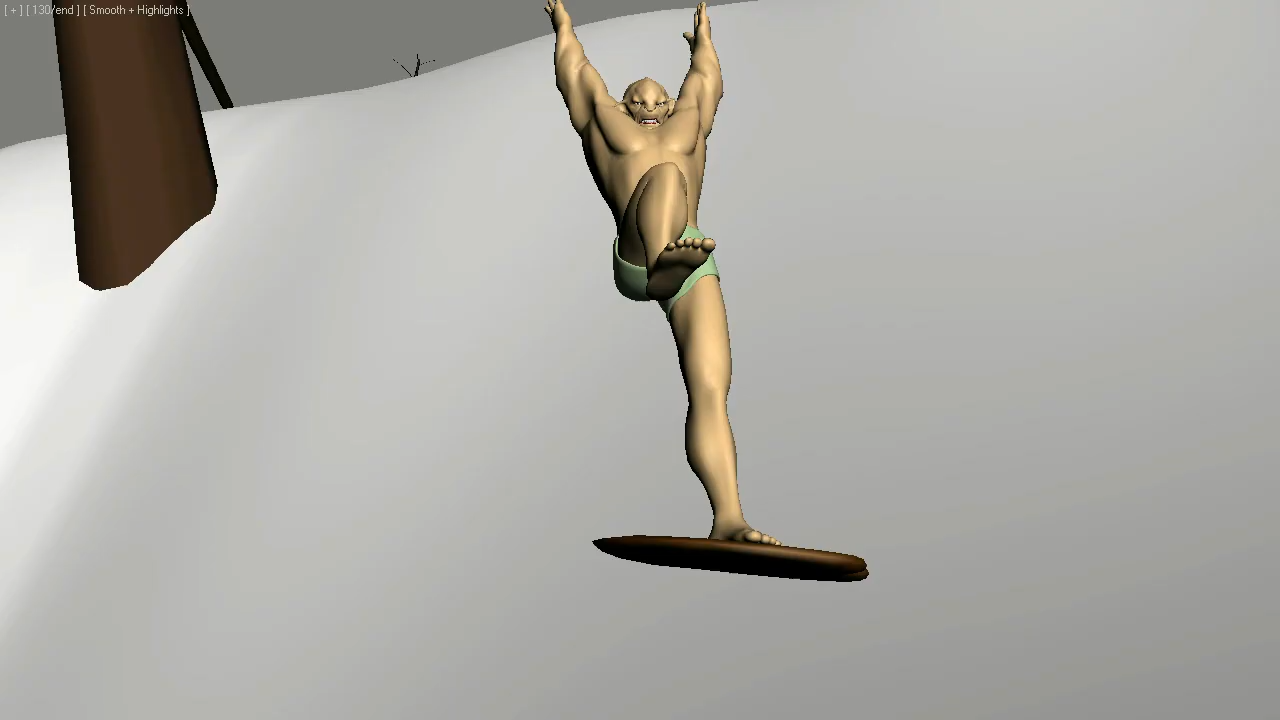 [ + ] [ 130/end ] [ Smooth + Highlights ]